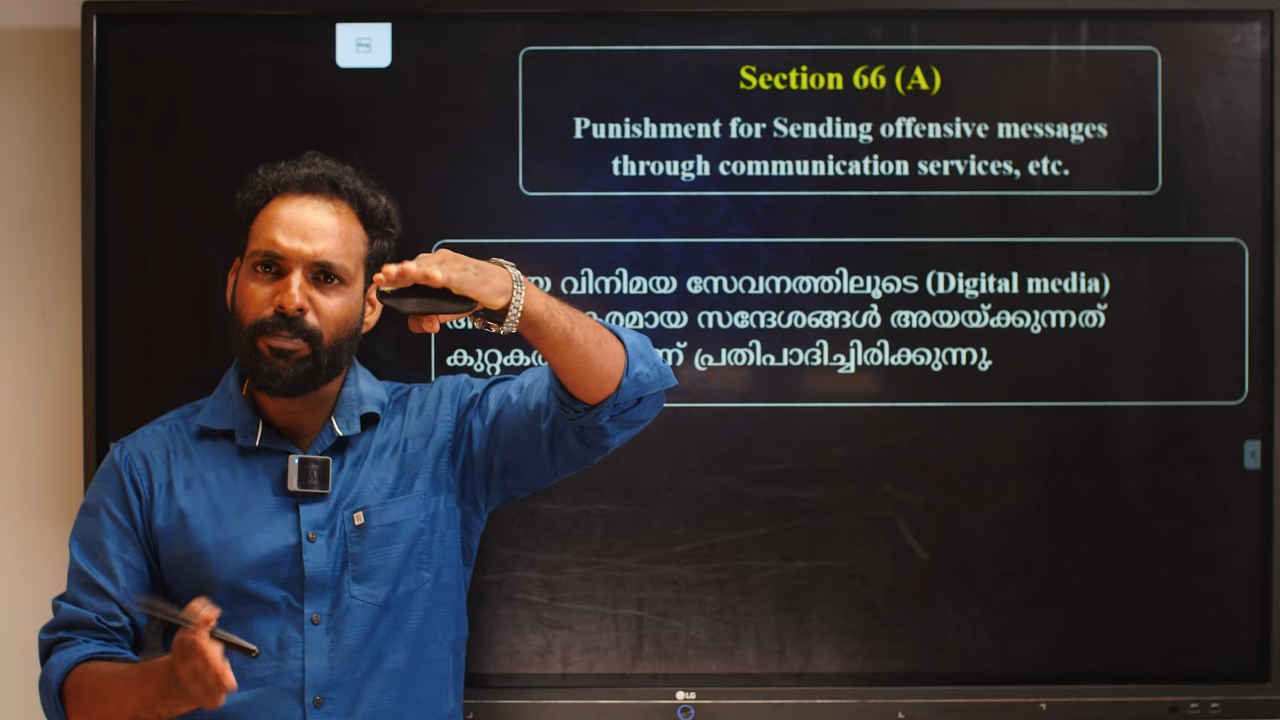 Section 66 (A)
Punishment for Sending offensive messages
through communication services, etc.
വിനിമയ സേവനത്തിലൂടെ (Digital media)
സന്ദേശങ്ങൾ അയയ്ക്കുന്നത്
പ്രതിപാദിച്ചിരിക്കുന്നു.
LG